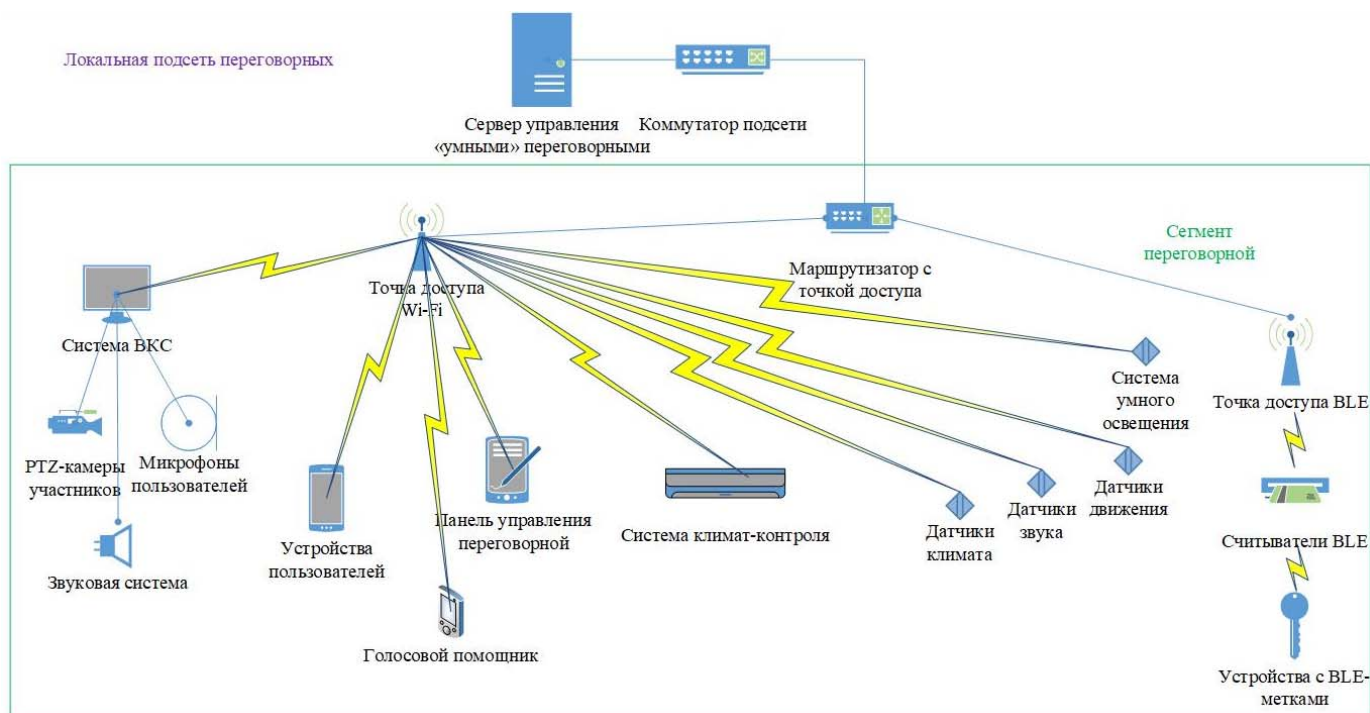 Локальная подсеть переговорных
Сервер управления
«умными» переговорными
Коммутатор подсети
Сегмент
переговорной
Маршрутизатор с
точкой доступа
Точка доступа
Wi-Fi
Система ВКС
Система
умного
освещения
Точка доступа BLE
PTZ-камеры
участников
Микрофоны
пользователей
Датчики
движения
Датчики
звука
Датчики
климата
Панель управления
переговорной
Система климат-контроля
Считыватели BLE
Устройства
пользователей
Звуковая система
Голосовой помощник
Устройства с BLE-
метками